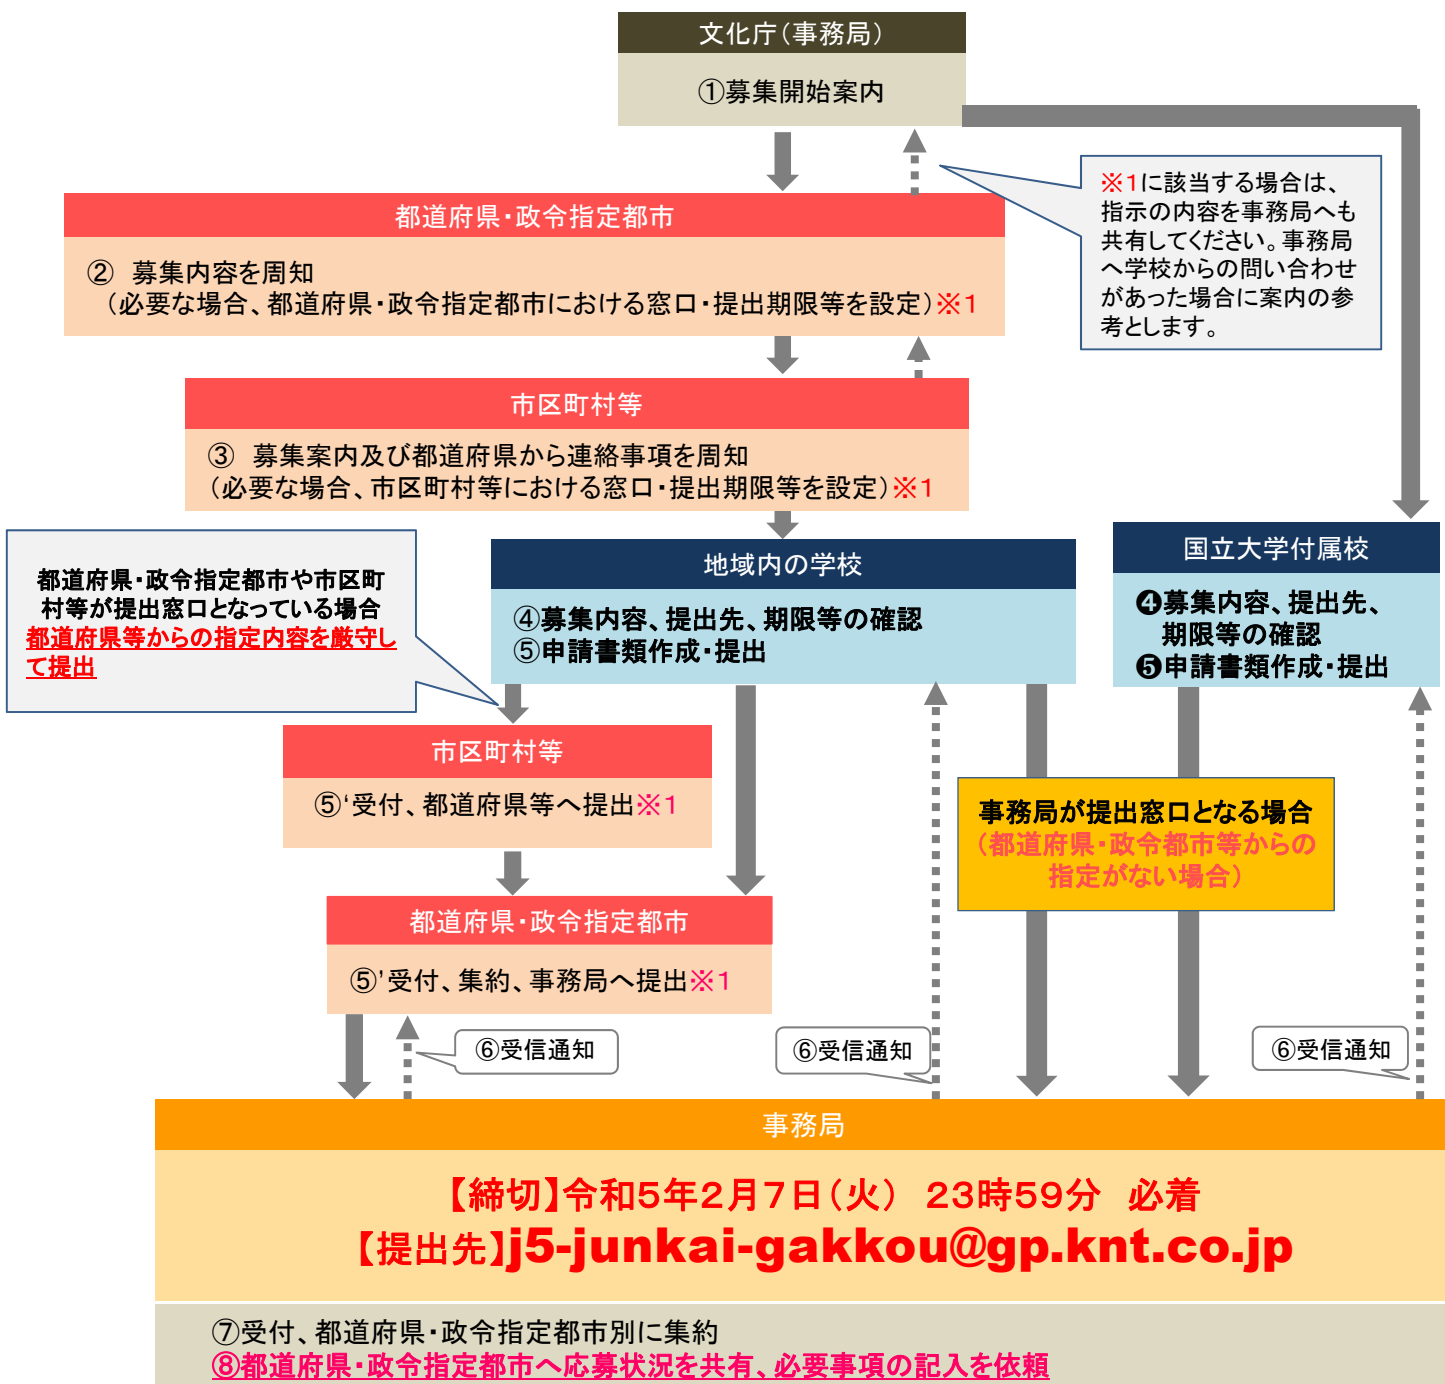 文化庁（事務局）
①募集開始案内
※1に該当する場合は、
指示の内容を事務局へも
共有してください。事務局
へ学校からの問い合わせ
があった場合に案内の参
考とします。
都道府県・政令指定都市
② 募集内容を周知
（必要な場合、都道府県・政令指定都市における窓口・提出期限等を設定）※1
市区町村等
③ 募集案内及び都道府県から連絡事項を周知
（必要な場合、市区町村等における窓口・提出期限等を設定）※1
都道府県・政令指定都市や市区町
村等が提出窓口となっている場合
都道府県等からの指定内容を厳守し
て提出
地域内の学校
④募集内容、提出先、期限等の確認
⑤申請書類作成・提出
国立大学付属校
❹募集内容、提出先、
期限等の確認
❺申請書類作成・提出
市区町村等
⑤‘受付、都道府県等へ提出※1
事務局が提出窓口となる場合
（都道府県・政令都市等からの
指定がない場合）
都道府県・政令指定都市
⑤’受付、集約、事務局へ提出※1
⑥受信通知
⑥受信通知
⑥受信通知
事務局
【締切】令和5年2月7日（火） 23時59分 必着
【提出先】j5-junkai-gakkou@gp.knt.co.jp
⑦受付、都道府県・政令指定都市別に集約
⑧都道府県・政令指定都市へ応募状況を共有、必要事項の記入を依頼